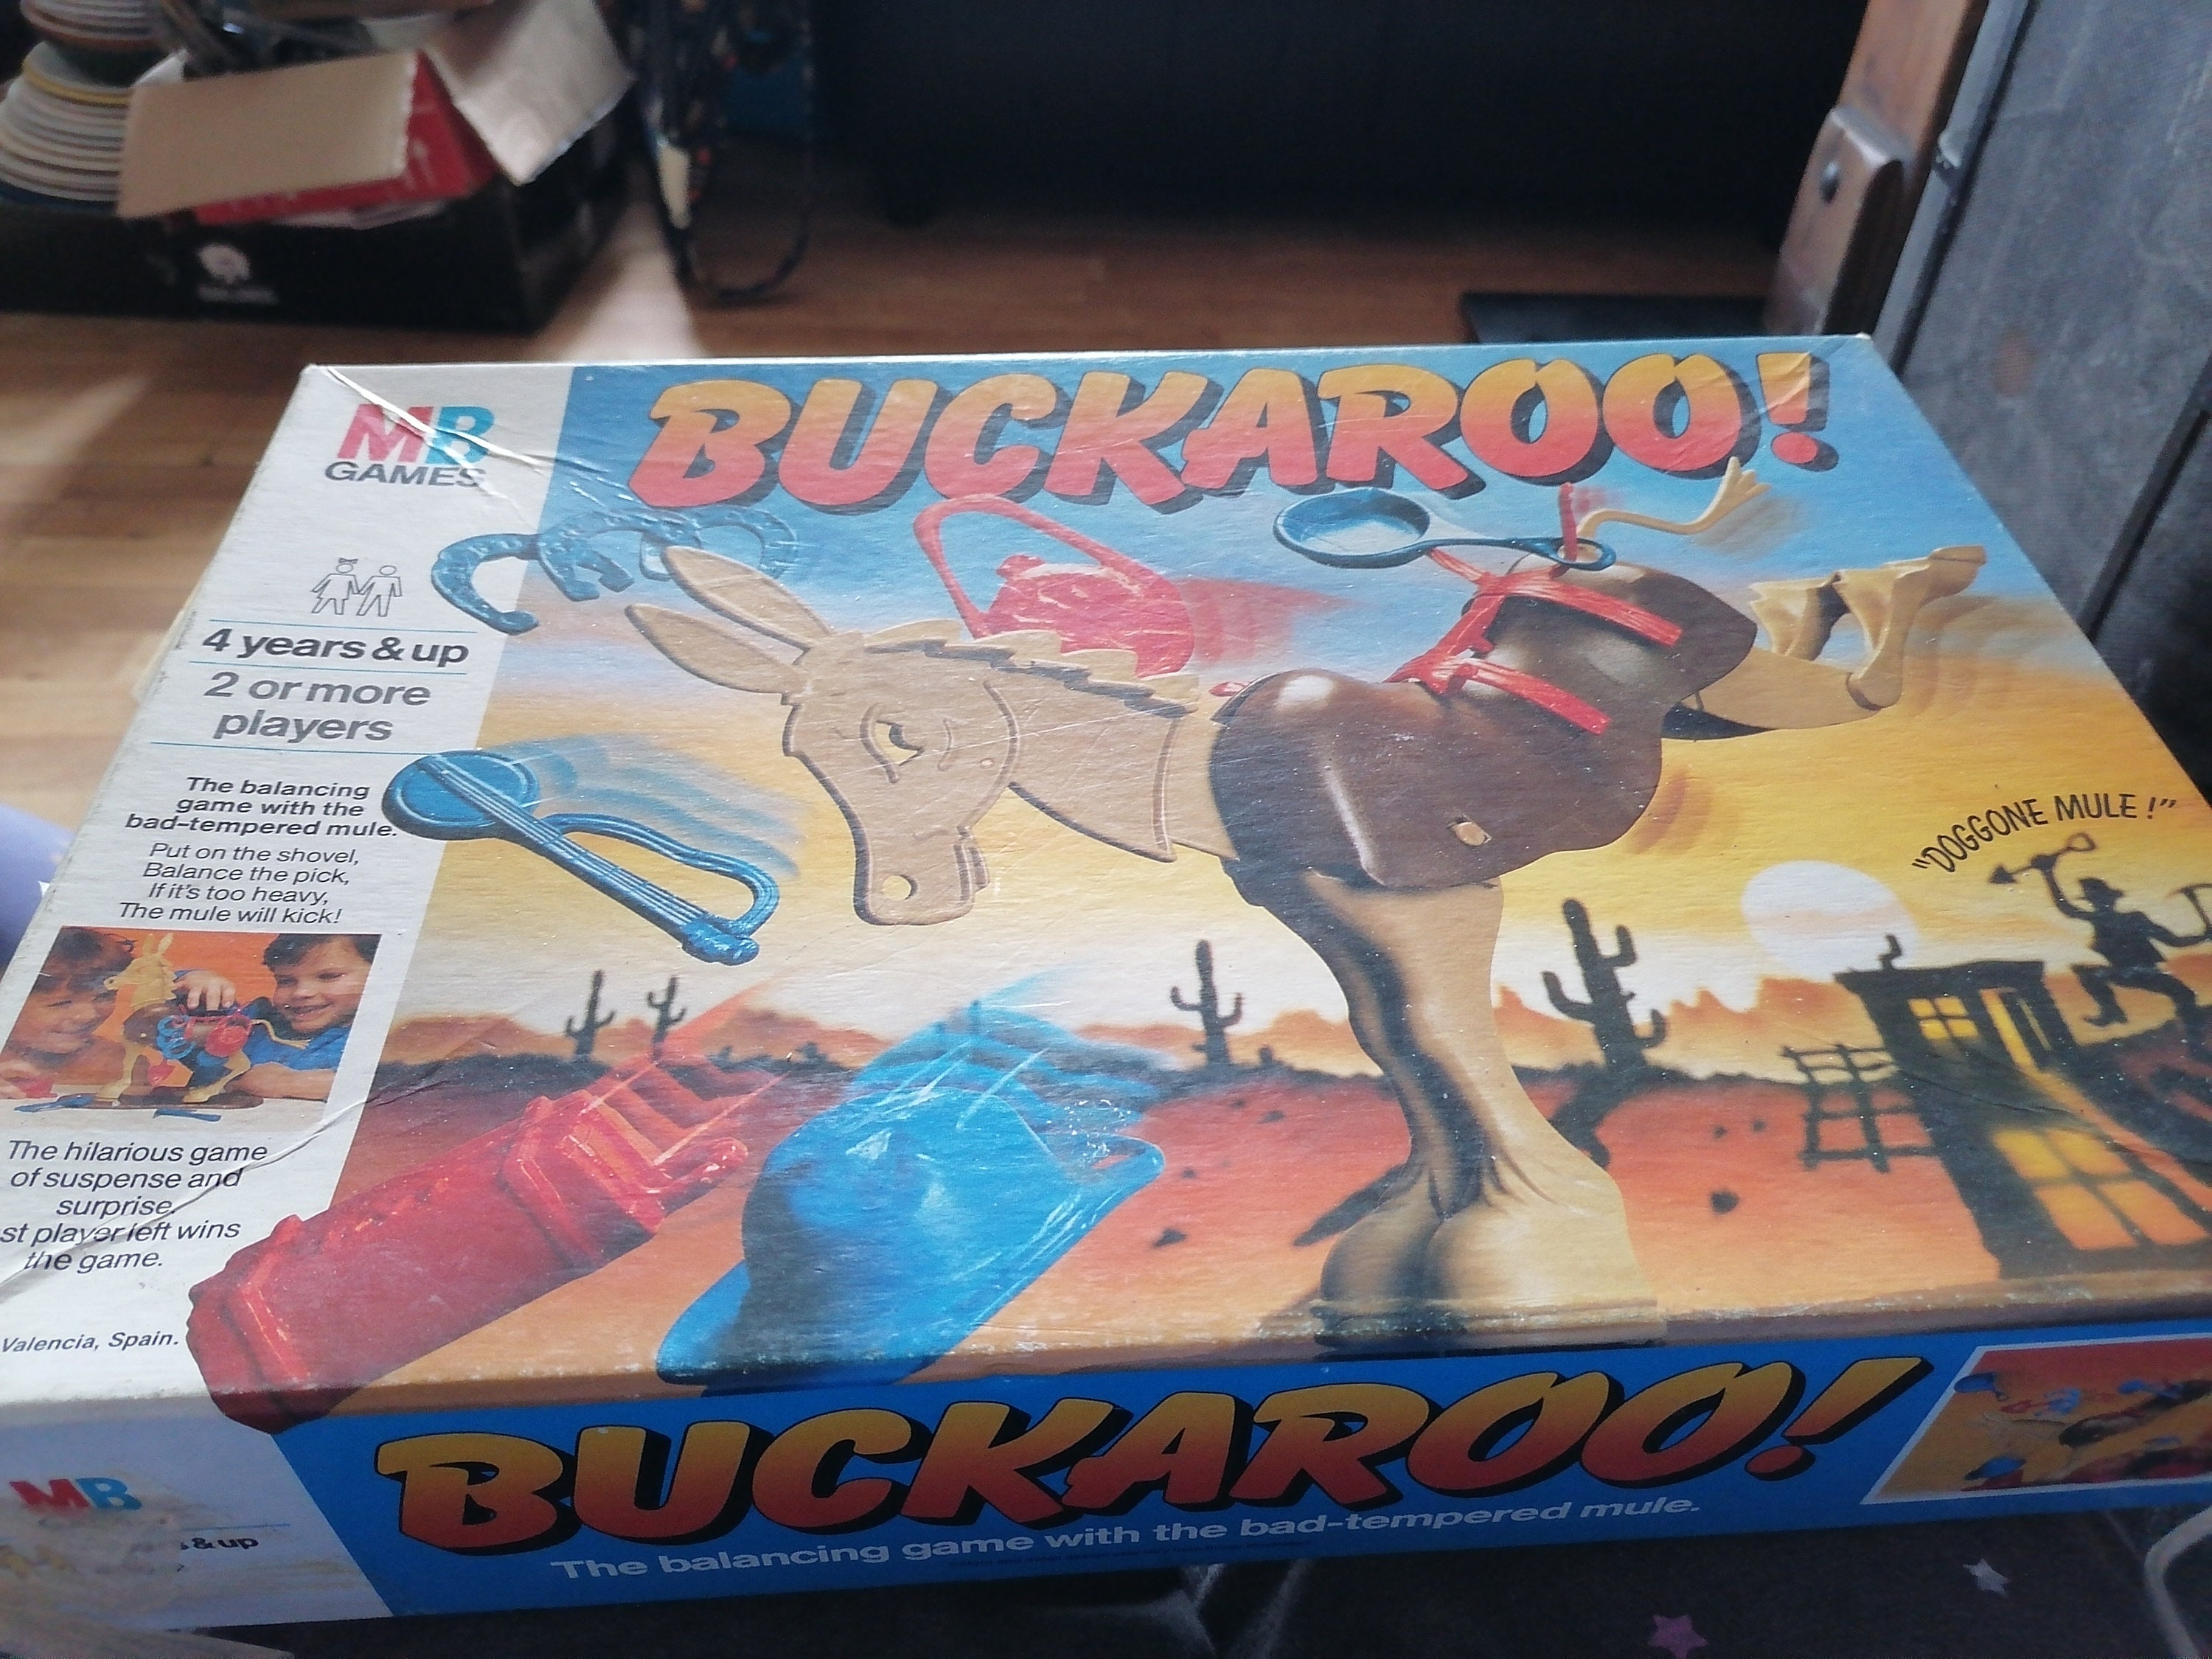 BUCKAROO!
MB
GAMES
4 years & up
2 or more
players
The balancing
game with the
bad-tempered mule.
Put on the shovel,
Balance the pick,
If it's too heavy,
The mule will kick!
The hilarious game
of suspense and
surprise.
player left wins
the game.
Valencia, Spain.
"DOGGONE MULE!"
MB
& up
BUCKAROO!
The balancing game with the bad-tempered mule.